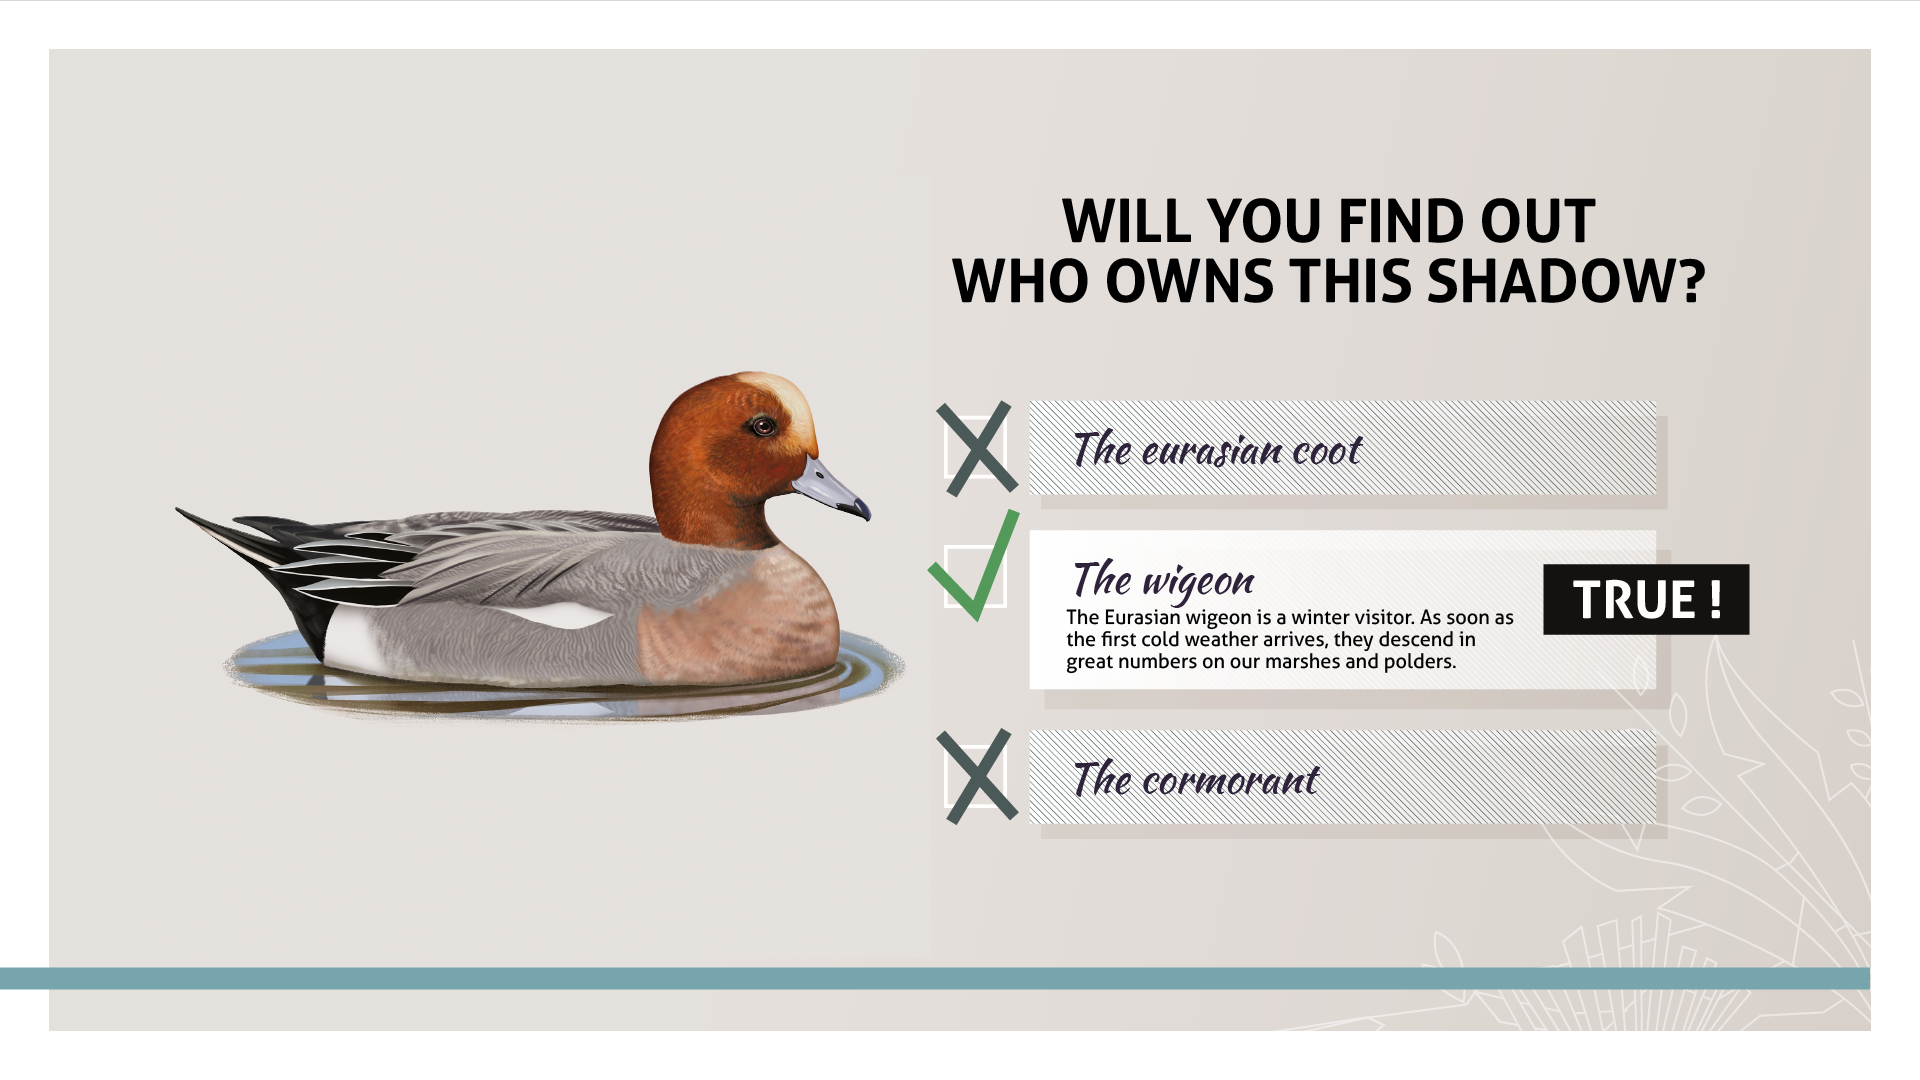 WILL YOU FIND OUT
WHO OWNS THIS SHADOW?
The eurasian coot
The wigeon
The Eurasian wigeon is a winter visitor. As soon as
the first cold weather arrives, they descend in
great numbers on our marshes and polders.
TRUE !
The cormorant